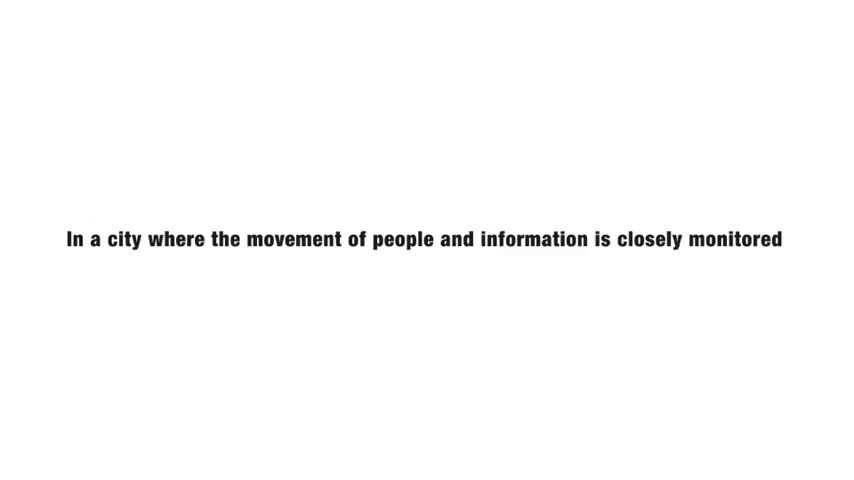 In a city where the movement of people and information is closely monitored